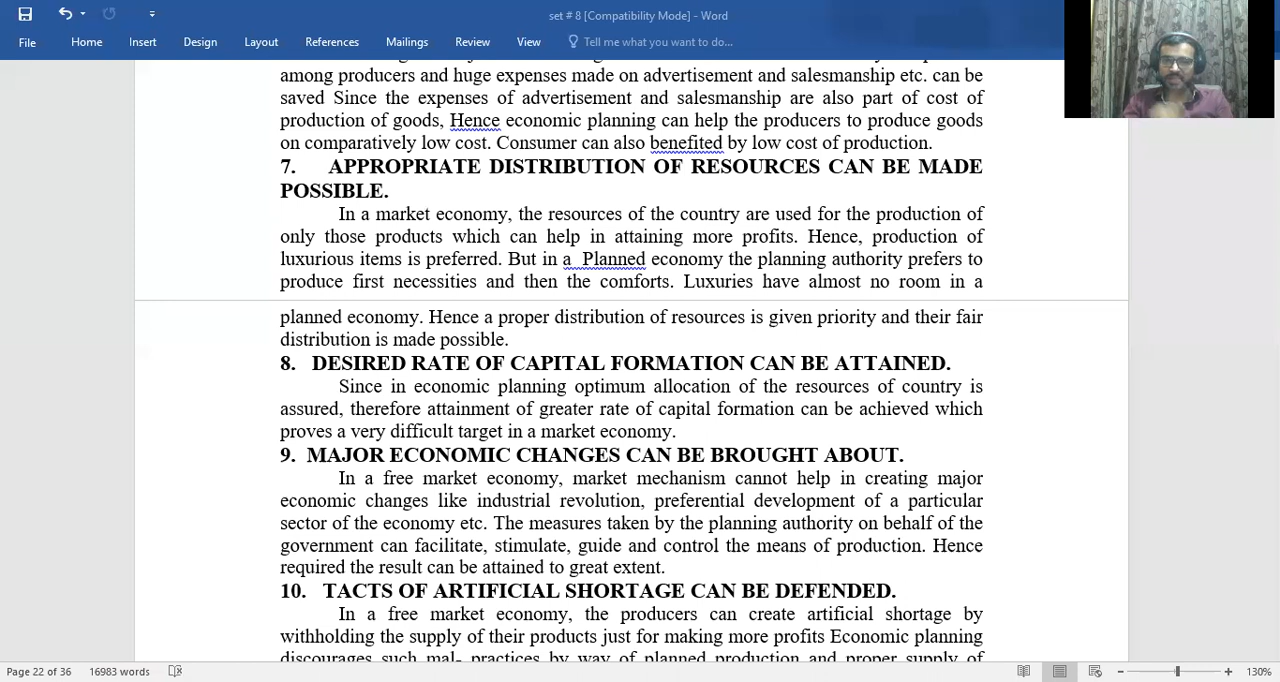 set # 8 [Compatibility Mode] - Word
File Home Insert Design Layout References Mailings Review View Tell me what you want to do...
among producers and huge expenses made on advertisement and salesmanship etc. can be
saved Since the expenses of advertisement and salesmanship are also part of cost of
production of goods, Hence economic planning can help the producers to produce goods
on comparatively low cost. Consumer can also benefited by low cost of production.
7. APPROPRIATE DISTRIBUTION OF RESOURCES CAN BE MADE
POSSIBLE.
In a market economy, the resources of the country are used for the production of
only those products which can help in attaining more profits. Hence, production of
luxurious items is preferred. But in a Planned economy the planning authority prefers to
produce first necessities and then the comforts. Luxuries have almost no room in a
planned economy. Hence a proper distribution of resources is given priority and their fair
distribution is made possible.
8. DESIRED RATE OF CAPITAL FORMATION CAN BE ATTAINED.
Since in economic planning optimum allocation of the resources of country is
assured, therefore attainment of greater rate of capital formation can be achieved which
proves a very difficult target in a market economy.
9. MAJOR ECONOMIC CHANGES CAN BE BROUGHT ABOUT.
In a free market economy, market mechanism cannot help in creating major
economic changes like industrial revolution, preferential development of a particular
sector of the economy etc. The measures taken by the planning authority on behalf of the
government can facilitate, stimulate, guide and control the means of production. Hence
required the result can be attained to great extent.
10. TACTS OF ARTIFICIAL SHORTAGE CAN BE DEFENDED.
In a free market economy, the producers can create artificial shortage by
withholding the supply of their products just for making more profits Economic planning
discourages such mal- practices by way of planned production and proper supply of
Page 22 of 36 16983 words 130%